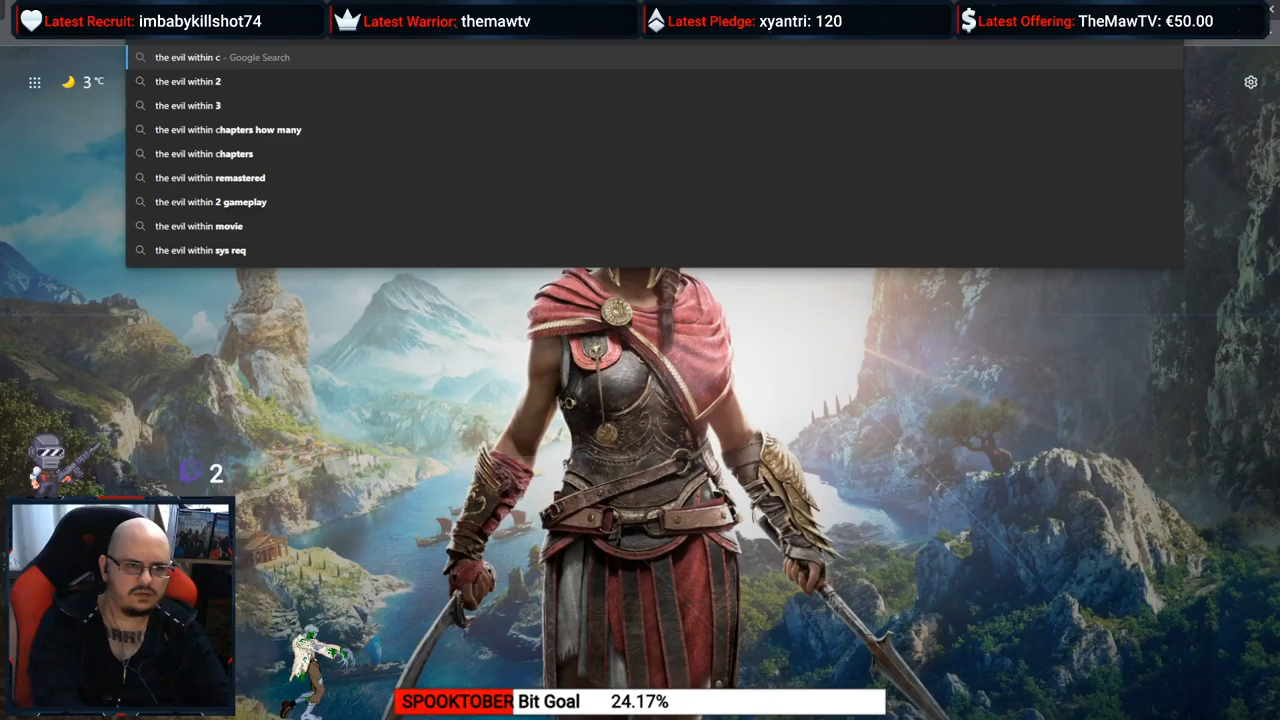 Latest Recruit: imbabykillshot74
Latest Warrior: themawtv
Latest Pledge: xyantri: 120
Latest Offering: TheMawTV: €50.00
the evil within c - Google Search
3 °C
the evil within 2
the evil within 3
the evil within chapters how many
the evil within chapters
the evil within remastered
the evil within 2 gameplay
the evil within movie
the evil within sys req
2
SPOOKTOBER Bit Goal 24.17%